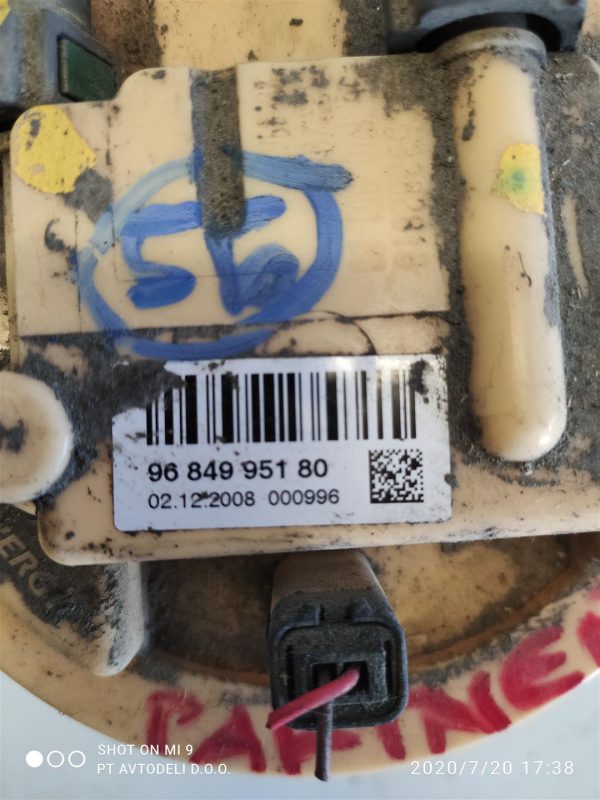 56
96 849 951 80
02.12.2008 000996
PARTNER
SHOT ON MI 9
PT AVTODELI D.O.O.
2020/7/20 17:38